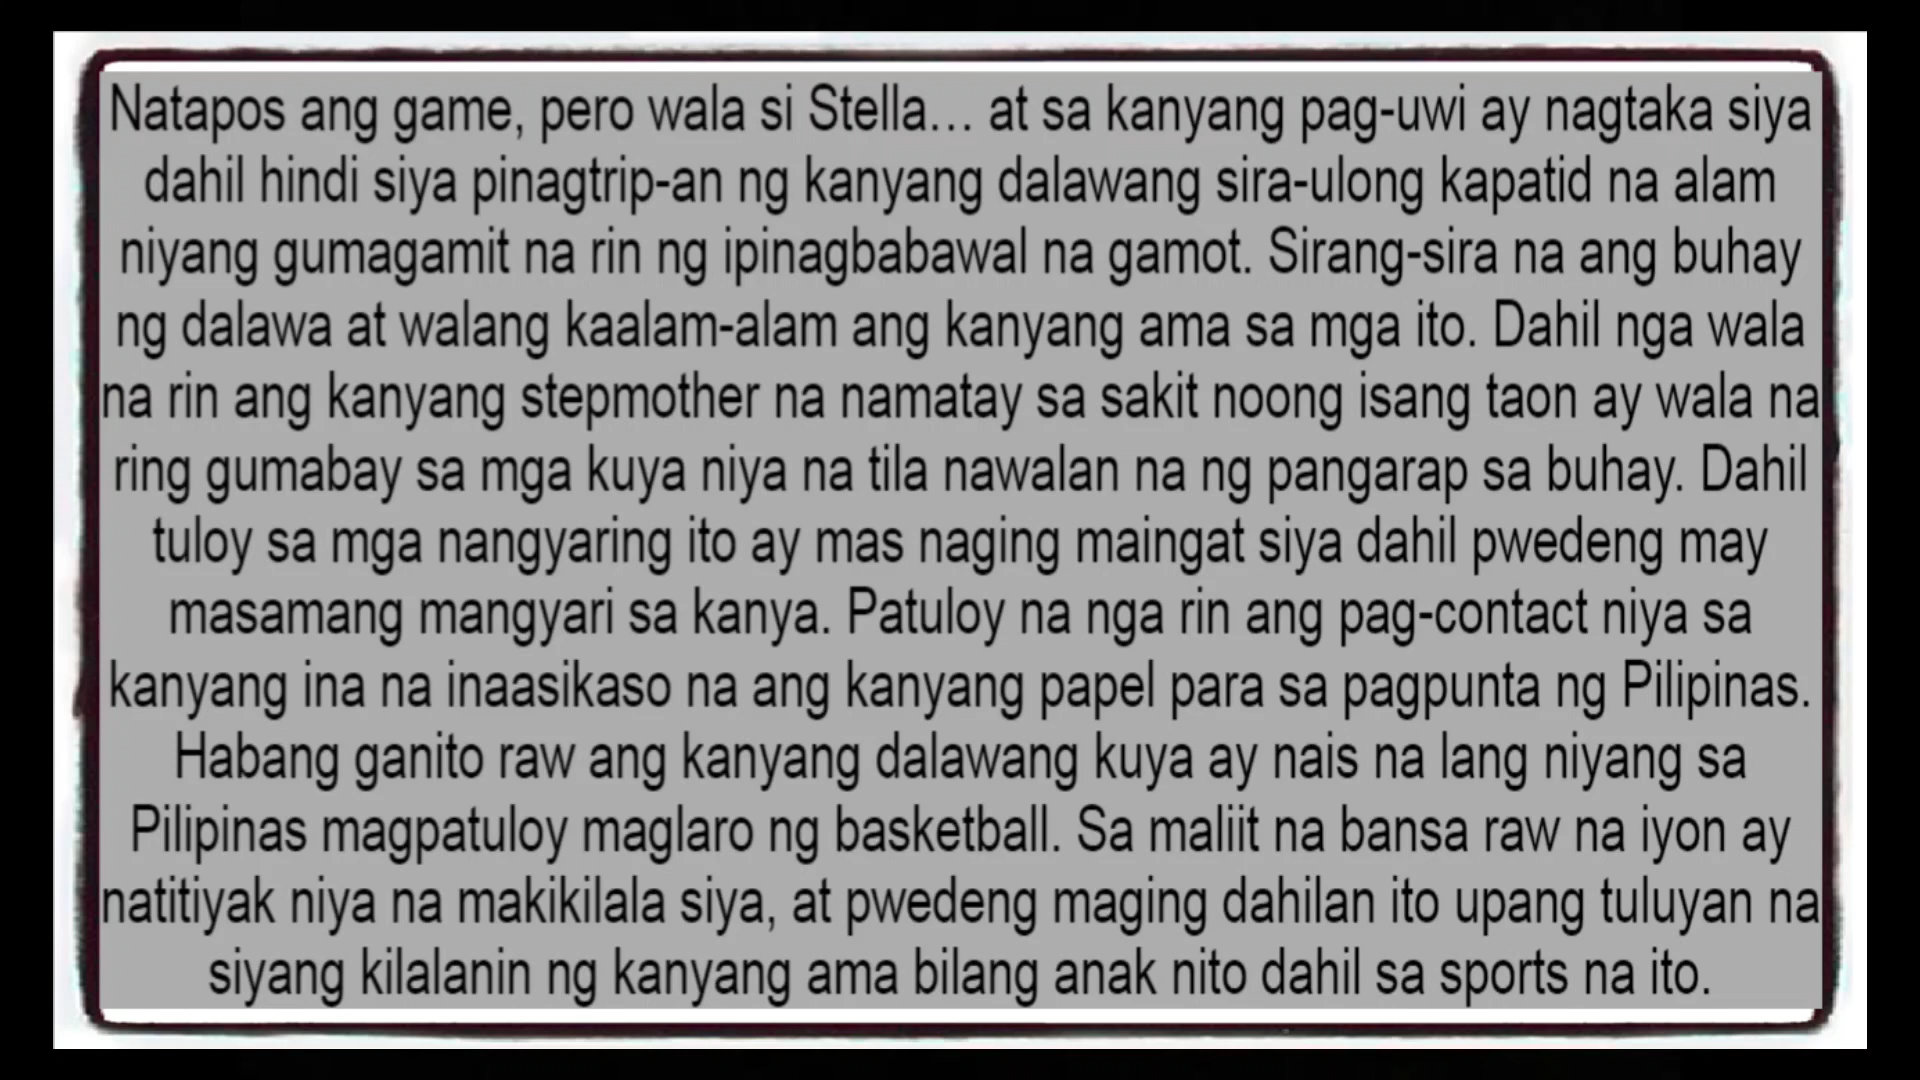 Natapos ang game, pero wala si Stella… at sa kanyang pag-uwi ay nagtaka siya
dahil hindi siya pinagtrip-an ng kanyang dalawang sira-ulong kapatid na alam
niyang gumagamit na rin ng ipinagbabawal na gamot. Sirang-sira na ang buhay
ng dalawa at walang kaalam-alam ang kanyang ama sa mga ito. Dahil nga wala
na rin ang kanyang stepmother na namatay sa sakit noong isang taon ay wala na
ring gumabay sa mga kuya niya na tila nawalan na ng pangarap sa buhay. Dahil
tuloy sa mga nangyaring ito ay mas naging maingat siya dahil pwedeng may
masamang mangyari sa kanya. Patuloy na nga rin ang pag-contact niya sa
kanyang ina na inaasikaso na ang kanyang papel para sa pagpunta ng Pilipinas.
Habang ganito raw ang kanyang dalawang kuya ay nais na lang niyang sa
Pilipinas magpatuloy maglaro ng basketball. Sa maliit na bansa raw na iyon ay
natitiyak niya na makikilala siya, at pwedeng maging dahilan ito upang tuluyan na
siyang kilalanin ng kanyang ama bilang anak nito dahil sa sports na ito.